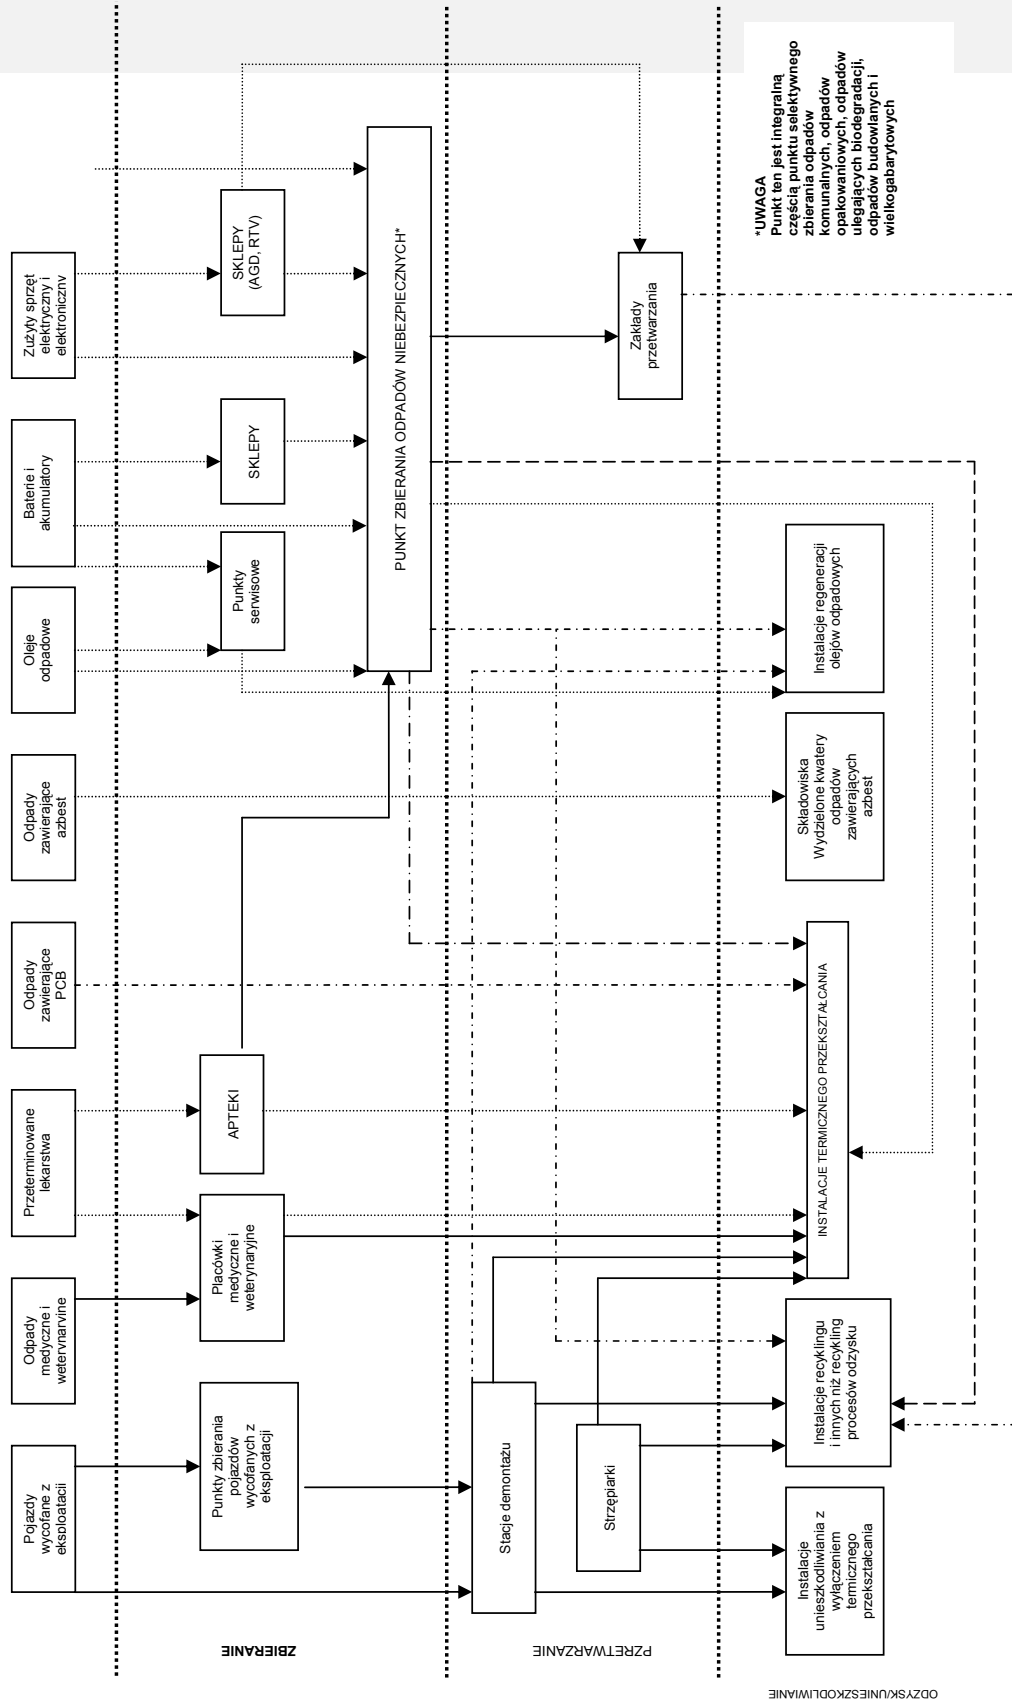 Zużyty sprzęt
elektryczny i
elektronicznv
Baterie i
akumulatory
Oleje
odpadowe
Odpady
zawierające
azbest
Odpady
zawierające
PCB
Przeterminowane
lekarstwa
Odpady
medyczne i
weterynarvine
Pojazdy
wycofane z
eksploatacii
SKLEPY
(AGD, RTV)
SKLEPY
Punkty
serwisowe
APTEKI
Placówki
medyczne i
weterynaryjne
Punkty zbierania
pojazdów
wycofanych z
eksploatacji
ZBIERANIE
PUNKT ZBIERANIA ODPADÓW NIEBEZPIECZNYCH*
Zakłady
przetwarzania
Stacje demontażu
Strzępiarki
PZRETWARZANIE
*UWAGA
Punkt ten jest integralną
częścią punktu selektywnego
zbierania odpadów
komunalnych, odpadów
opakowaniowych, odpadów
ulegających biodegradacji,
odpadów budowlanych i
wielkogabarytowych
Instalacje regeneracji
olejów odpadowych
Składowiska
Wydzielone kwatery
odpadów
zawierających
azbest
INSTALACJE TERMICZNEGO PRZEKSZTAŁCANIA
Instalacje recyklingu
i innych niż recykling
procesów odzysku
Instalacje
unieszkodliwiania z
wyłączeniem
termicznego
przekształcania
ODZYSK/UNIESZKODLIWIANIE